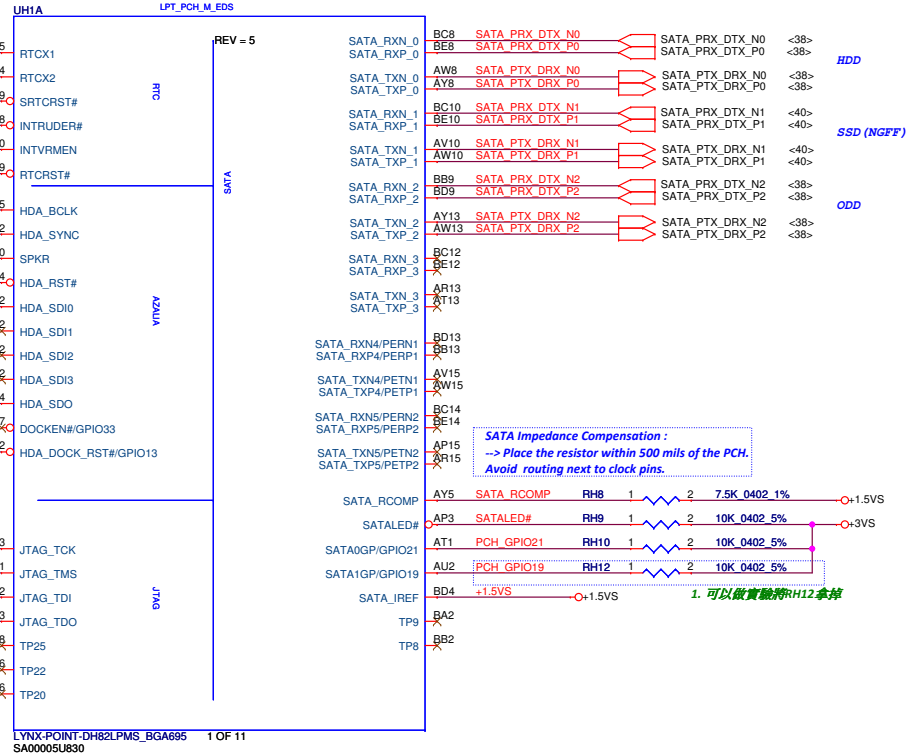 UH1A
LPT_PCH_M_EDS
REV = 5
RTCX1
RTCX2
SRTCRST#
INTRUDER#
INTVRMEN
RTCRST#
HDA_BCLK
HDA_SYNC
SPKR
HDA_RST#
HDA_SDI0
HDA_SDI1
HDA_SDI2
HDA_SDI3
HDA_SDO
DOCKEN#/GPIO33
HDA_DOCK_RST#/GPIO13
JTAG_TCK
JTAG_TMS
JTAG_TDI
JTAG_TDO
TP25
TP22
TP20
RTC
SATA
AZALIA
JTAG
SATA_RXN_0 BC8 SATA_PRX_DTX_N0 SATA_PRX_DTX_N0 <38>
SATA_RXP_0 BE8 SATA_PRX_DTX_P0 SATA_PRX_DTX_P0 <38>
HDD
SATA_TXN_0 AW8 SATA_PTX_DRX_N0 SATA_PTX_DRX_N0 <38>
SATA_TXP_0 AY8 SATA_PTX_DRX_P0 SATA_PTX_DRX_P0 <38>
SATA_RXN_1 BC10 SATA_PRX_DTX_N1 SATA_PRX_DTX_N1 <40>
SATA_RXP_1 BE10 SATA_PRX_DTX_P1 SATA_PRX_DTX_P1 <40>
SSD (NGFF)
SATA_TXN_1 AV10 SATA_PTX_DRX_N1 SATA_PTX_DRX_N1 <40>
SATA_TXP_1 AW10 SATA_PTX_DRX_P1 SATA_PTX_DRX_P1 <40>
SATA_RXN_2 BB9 SATA_PRX_DTX_N2 SATA_PRX_DTX_N2 <38>
SATA_RXP_2 BD9 SATA_PRX_DTX_P2 SATA_PRX_DTX_P2 <38>
ODD
SATA_TXN_2 AY13 SATA_PTX_DRX_N2 SATA_PTX_DRX_N2 <38>
SATA_TXP_2 AW13 SATA_PTX_DRX_P2 SATA_PTX_DRX_P2 <38>
SATA_RXN_3 BC12
SATA_RXP_3 BE12
SATA_TXN_3 AR13
SATA_TXP_3 AT13
SATA_RXN4/PERN1 BD13
SATA_RXP4/PERP1 BB13
SATA_TXN4/PETN1 AV15
SATA_TXP4/PETP1 AW15
SATA_RXN5/PERN2 BC14
SATA_RXP5/PERP2 BE14
SATA_TXN5/PETN2 AP15
SATA_TXP5/PETP2 AR15
SATA Impedance Compensation :
--> Place the resistor within 500 mils of the PCH.
Avoid routing next to clock pins.
SATA_RCOMP AY5 SATA_RCOMP RH8 1 2 7.5K_0402_1% +1.5VS
SATALED# AP3 SATALED# RH9 1 2 10K_0402_5% +3VS
SATA0GP/GPIO21 AT1 PCH_GPIO21 RH10 1 2 10K_0402_5%
SATA1GP/GPIO19 AU2 PCH_GPIO19 RH12 1 2 10K_0402_5%
SATA_IREF BD4 +1.5VS +1.5VS
1. 可以做實驗將RH12拿掉
TP9 BA2
TP8 BB2
LYNX-POINT-DH82LPMS_BGA695 1 OF 11
SA00005U830